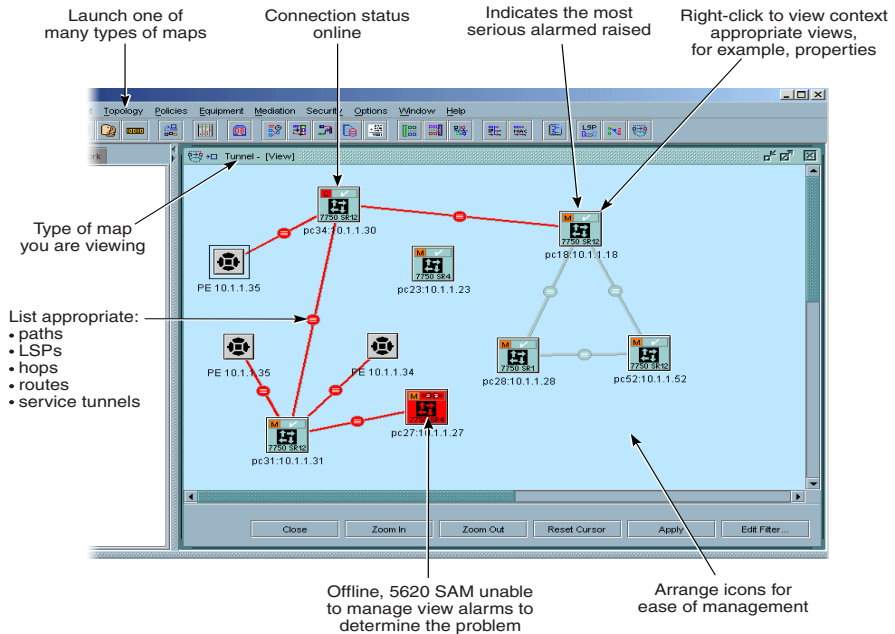 Launch one of
many types of maps
Connection status
online
Indicates the most
serious alarmed raised
Right-click to view context
appropriate views,
for example, properties
Topology Policies Equipment Mediation Security Options Window Help
LSP
Tunnel - [View]
C
7750 SR12
pc34:10.1.1.30
M
7750 SR12
pc18:10.1.1.18
Type of map
you are viewing
PE 10.1.1.35
M
7750 SR4
pc23:10.1.1.23
List appropriate:
• paths
• LSPs
• hops
• routes
• service tunnels
PE 10.1.1.35
PE 10.1.1.34
M
7750 SR1
pc28:10.1.1.28
M
7750 SR12
pc52:10.1.1.52
M
7750 SR12
pc31:10.1.1.31
M
7750 SR4
pc27:10.1.1.27
Close Zoom In Zoom Out Reset Cursor Apply Edit Filter...
Offline, 5620 SAM unable
to manage view alarms to
determine the problem
Arrange icons for
ease of management